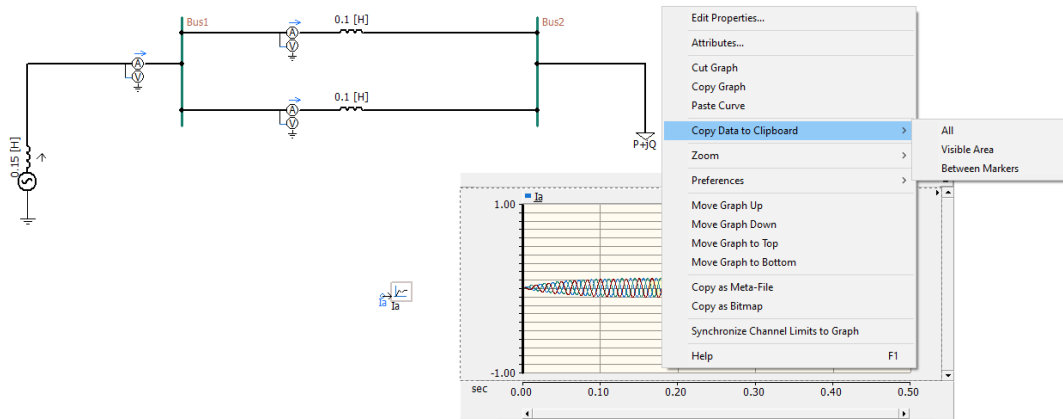 Bus1
0.1 [H]
Bus2
A
V
A
V
0.1 [H]
A
V
0.15 [H]
P+jQ
Edit Properties...
Attributes...
Cut Graph
Copy Graph
Paste Curve
Copy Data to Clipboard
All
Visible Area
Between Markers
Zoom
Preferences
Move Graph Up
Move Graph Down
Move Graph to Top
Move Graph to Bottom
Copy as Meta-File
Copy as Bitmap
Synchronize Channel Limits to Graph
Help F1
Ia
Ia
Ia
1.00
-1.00
sec 0.00 0.10 0.20 0.30 0.40 0.50